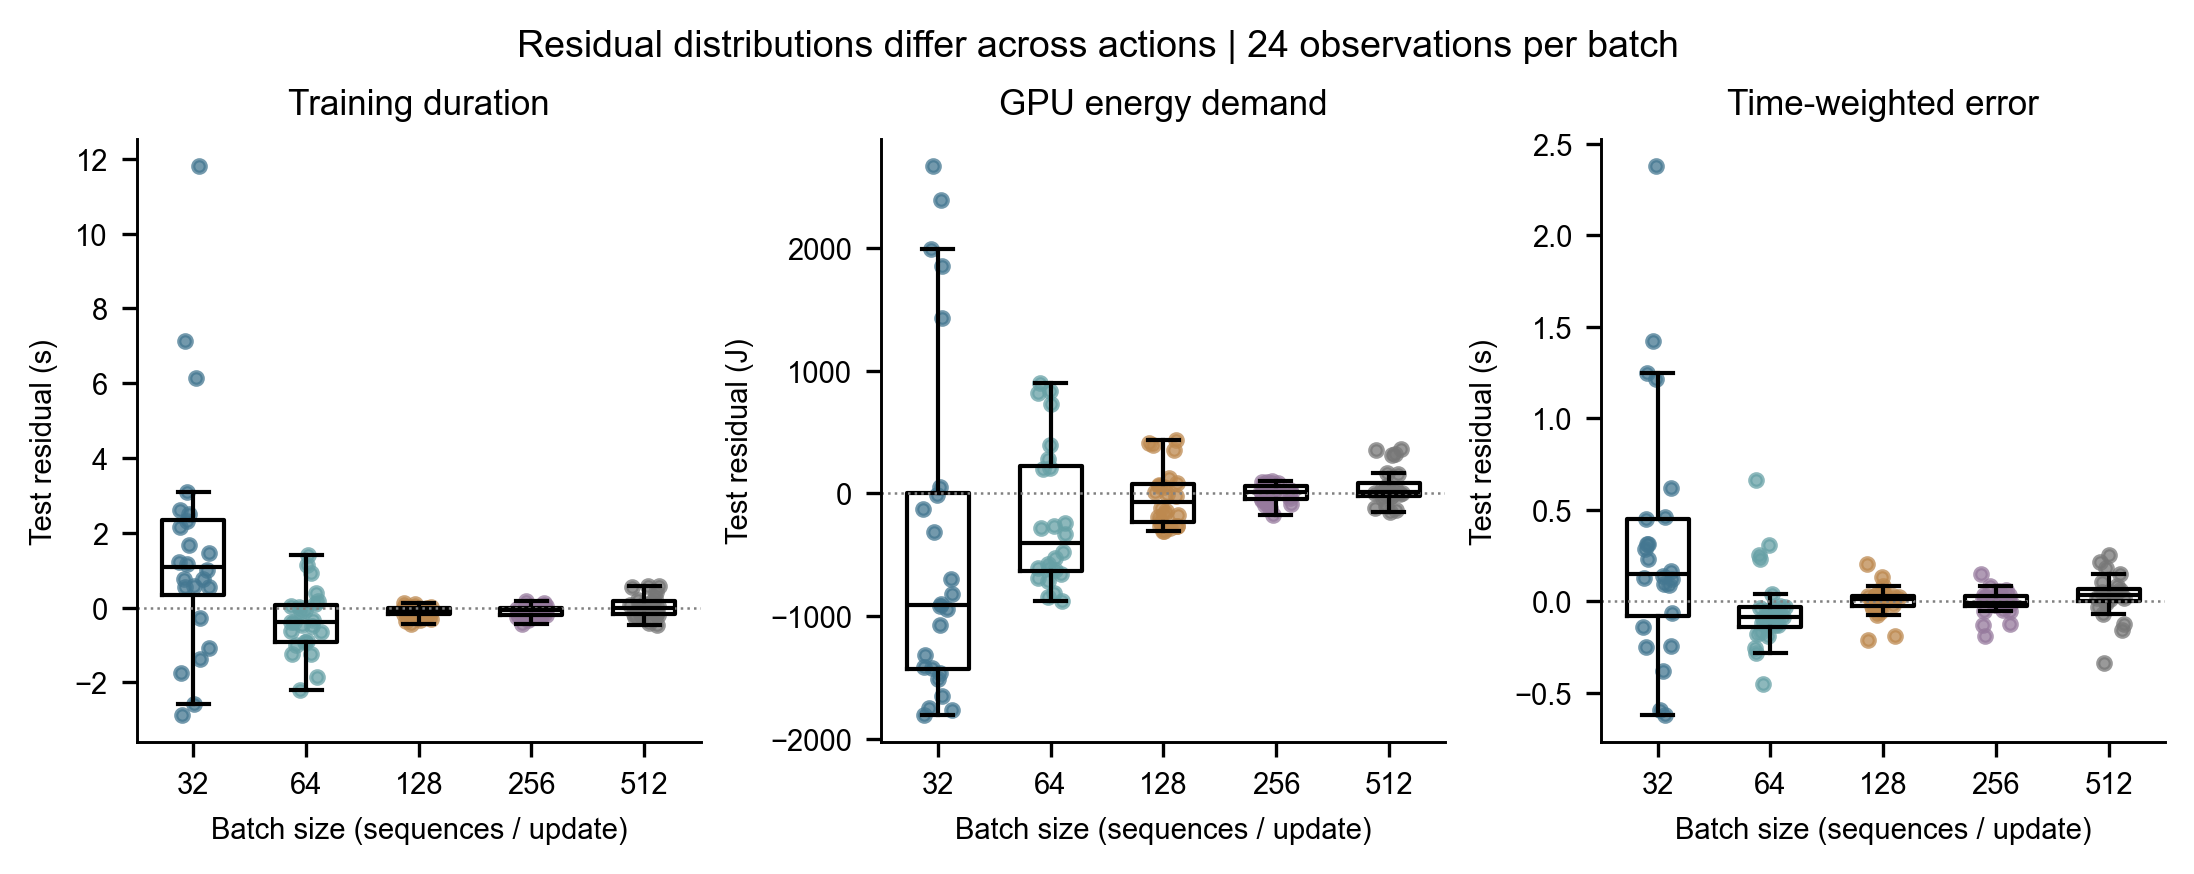 Residual distributions differ across actions | 24 observations per batch
Training duration
Test residual (s)
12
10
8
6
4
2
0
−2
32 64 128 256 512
Batch size (sequences / update)
GPU energy demand
Test residual (J)
2000
1000
0
−1000
−2000
32 64 128 256 512
Batch size (sequences / update)
Time-weighted error
Test residual (s)
2.5
2.0
1.5
1.0
0.5
0.0
−0.5
32 64 128 256 512
Batch size (sequences / update)